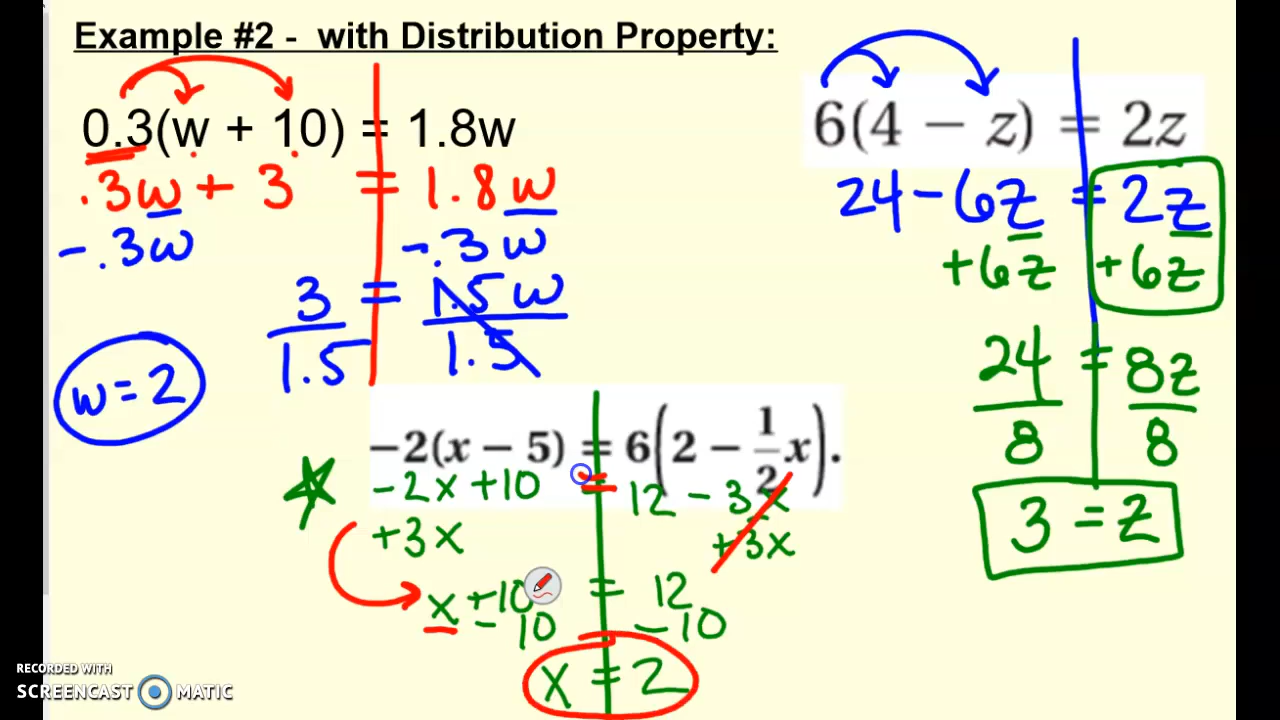 Example #2 - with Distribution Property:
0.3(w + 10) = 1.8w
.3w + 3 = 1.8w
-.3w -.3w
3 = 1.5w
1.5 1.5
w = 2
6(4 − z) = 2z
24 - 6z = 2z
+6z +6z
24 = 8z
8 8
3 = z
−2(x − 5) = 6(2 − 1/2 x).
-2x +10 = 12 - 3x
+3x +3x
x +10 = 12
-10 -10
x = 2
RECORDED WITH
SCREENCAST MATIC